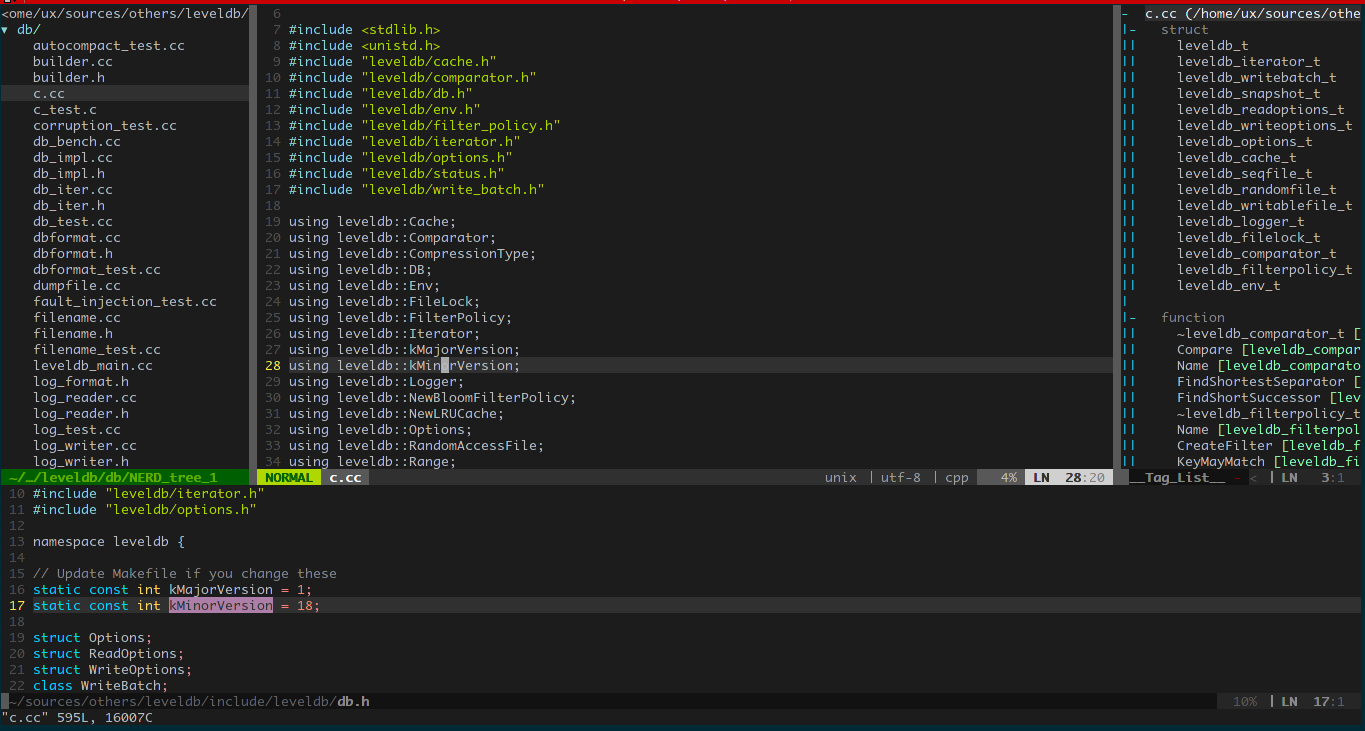 <ome/ux/sources/others/leveldb/
▼ db/
autocompact_test.cc
builder.cc
builder.h
c.cc
c_test.c
corruption_test.cc
db_bench.cc
db_impl.cc
db_impl.h
db_iter.cc
db_iter.h
db_test.cc
dbformat.cc
dbformat.h
dbformat_test.cc
dumpfile.cc
fault_injection_test.cc
filename.cc
filename.h
filename_test.cc
leveldb_main.cc
log_format.h
log_reader.cc
log_reader.h
log_test.cc
log_writer.cc
log_writer.h
~/…/leveldb/db/NERD_tree_1
6
7 #include <stdlib.h>
8 #include <unistd.h>
9 #include "leveldb/cache.h"
10 #include "leveldb/comparator.h"
11 #include "leveldb/db.h"
12 #include "leveldb/env.h"
13 #include "leveldb/filter_policy.h"
14 #include "leveldb/iterator.h"
15 #include "leveldb/options.h"
16 #include "leveldb/status.h"
17 #include "leveldb/write_batch.h"
18
19 using leveldb::Cache;
20 using leveldb::Comparator;
21 using leveldb::CompressionType;
22 using leveldb::DB;
23 using leveldb::Env;
24 using leveldb::FileLock;
25 using leveldb::FilterPolicy;
26 using leveldb::Iterator;
27 using leveldb::kMajorVersion;
28 using leveldb::kMinorVersion;
29 using leveldb::Logger;
30 using leveldb::NewBloomFilterPolicy;
31 using leveldb::NewLRUCache;
32 using leveldb::Options;
33 using leveldb::RandomAccessFile;
34 using leveldb::Range;
NORMAL c.cc unix | utf-8 | cpp 4% LN 28:20
- c.cc (/home/ux/sources/othe
|- struct
|| leveldb_t
|| leveldb_iterator_t
|| leveldb_writebatch_t
|| leveldb_snapshot_t
|| leveldb_readoptions_t
|| leveldb_writeoptions_t
|| leveldb_options_t
|| leveldb_cache_t
|| leveldb_seqfile_t
|| leveldb_randomfile_t
|| leveldb_writablefile_t
|| leveldb_logger_t
|| leveldb_filelock_t
|| leveldb_comparator_t
|| leveldb_filterpolicy_t
|| leveldb_env_t
|
|- function
|| ~leveldb_comparator_t [
|| Compare [leveldb_compar
|| Name [leveldb_comparato
|| FindShortestSeparator [
|| FindShortSuccessor [lev
|| ~leveldb_filterpolicy_t
|| Name [leveldb_filterpol
|| CreateFilter [leveldb_f
|| KeyMayMatch [leveldb_fi
__Tag_List__ - < | LN 3:1
10 #include "leveldb/iterator.h"
11 #include "leveldb/options.h"
12
13 namespace leveldb {
14
15 // Update Makefile if you change these
16 static const int kMajorVersion = 1;
17 static const int kMinorVersion = 18;
18
19 struct Options;
20 struct ReadOptions;
21 struct WriteOptions;
22 class WriteBatch;
~/sources/others/leveldb/include/leveldb/db.h 10% | LN 17:1
"c.cc" 595L, 16007C